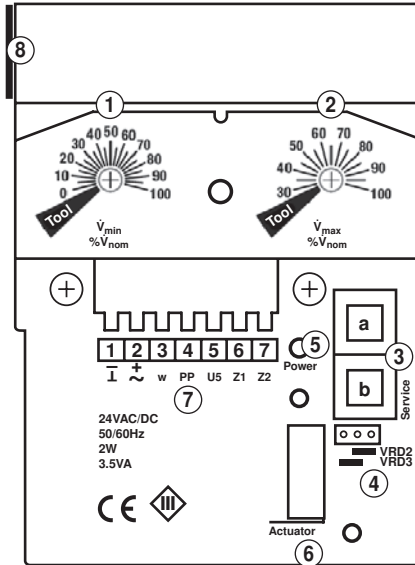 8
1 2
0 10 20 30 40 50 60 70 80 90 100
30 40 50 60 70 80 90 100
Tool
Tool
V̇min
%V̇nom
V̇max
%V̇nom
a
b
3
Service
5
Power
1 2 3 4 5 6 7
⊥ +~ w PP U5 Z1 Z2
7
24VAC/DC
50/60Hz
2W
3.5VA
VRD2
VRD3
4
CE III
Actuator
6